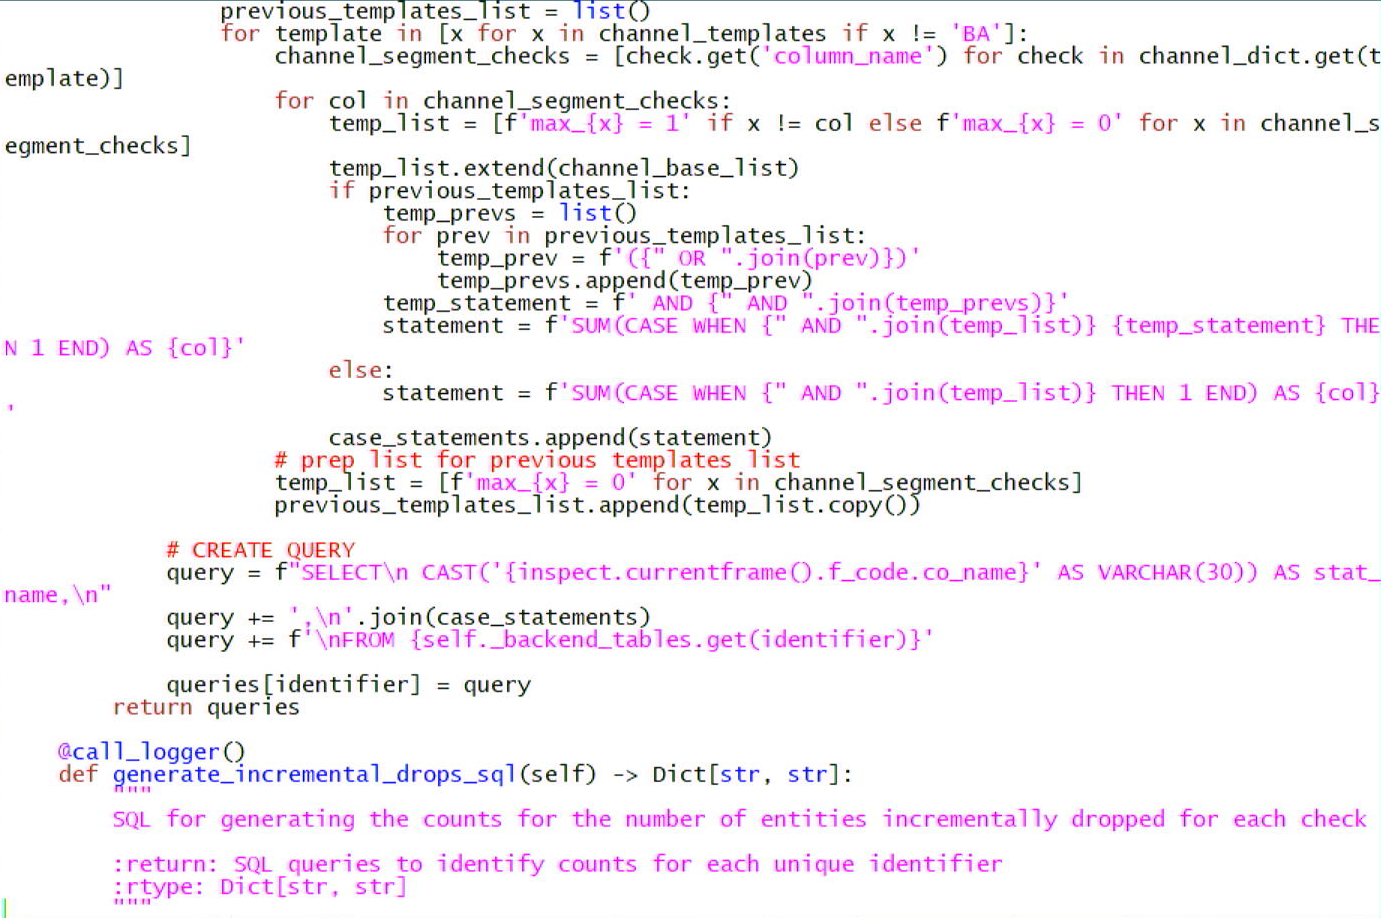 previous_templates_list = list()
                for template in [x for x in channel_templates if x != 'BA']:
                    channel_segment_checks = [check.get('column_name') for check in channel_dict.get(t
emplate)]
                    for col in channel_segment_checks:
                        temp_list = [f'max_{x} = 1' if x != col else f'max_{x} = 0' for x in channel_s
egment_checks]
                        temp_list.extend(channel_base_list)
                        if previous_templates_list:
                            temp_prevs = list()
                            for prev in previous_templates_list:
                                temp_prev = f'({" OR ".join(prev)})'
                                temp_prevs.append(temp_prev)
                            temp_statement = f' AND {" AND ".join(temp_prevs)}'
                            statement = f'SUM(CASE WHEN {" AND ".join(temp_list)} {temp_statement} THE
N 1 END) AS {col}'
                        else:
                            statement = f'SUM(CASE WHEN {" AND ".join(temp_list)} THEN 1 END) AS {col}
'
                        case_statements.append(statement)
                    # prep list for previous templates list
                    temp_list = [f'max_{x} = 0' for x in channel_segment_checks]
                    previous_templates_list.append(temp_list.copy())

            # CREATE QUERY
            query = f"SELECT\n CAST('{inspect.currentframe().f_code.co_name}' AS VARCHAR(30)) AS stat_
name,\n"
            query += ',\n'.join(case_statements)
            query += f'\nFROM {self._backend_tables.get(identifier)}'

            queries[identifier] = query
        return queries

    @call_logger()
    def generate_incremental_drops_sql(self) -> Dict[str, str]:
        """
        SQL for generating the counts for the number of entities incrementally dropped for each check

        :return: SQL queries to identify counts for each unique identifier
        :rtype: Dict[str, str]
        """